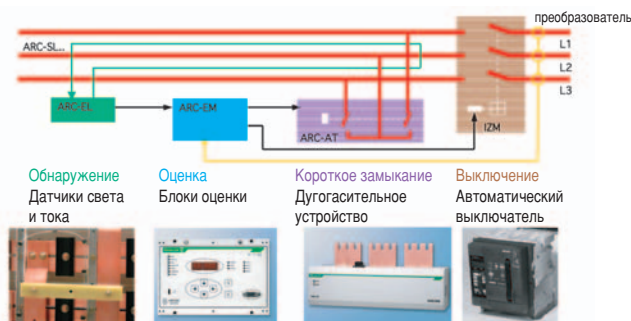 преобразователь
ARC-SL..
L1
L2
L3
ARC-EL
ARC-EM
ARC-AT
IZM
Обнаружение
Датчики света
и тока
Оценка
Блоки оценки
Короткое замыкание
Дугогасительное
устройство
Выключение
Автоматический
выключатель